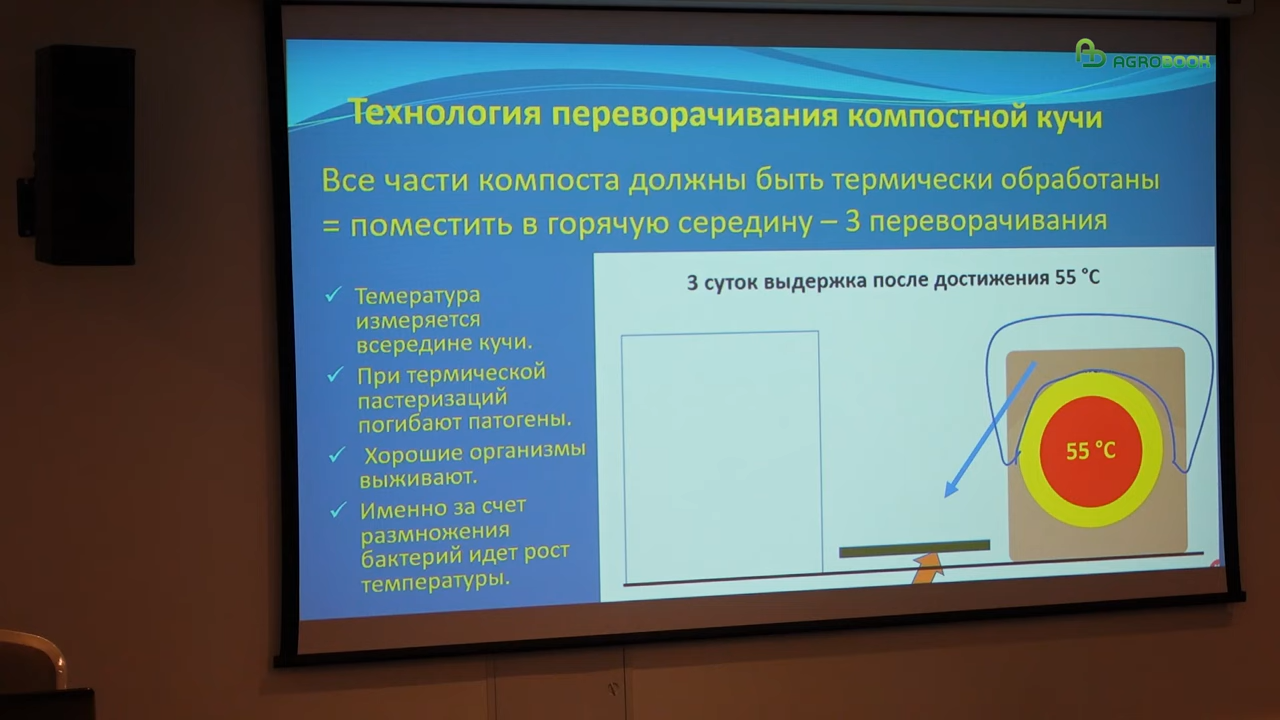 AGROBOOK
Технология переворачивания компостной кучи
Все части компоста должны быть термически обработаны
= поместить в горячую середину – 3 переворачивания
3 суток выдержка после достижения 55 °C
✓ Темература
измеряется
всередине кучи.
✓ При термической
пастеризаций
погибают патогены.
✓ Хорошие организмы
выживают.
✓ Именно за счет
размножения
бактерий идет рост
температуры.
55 °C